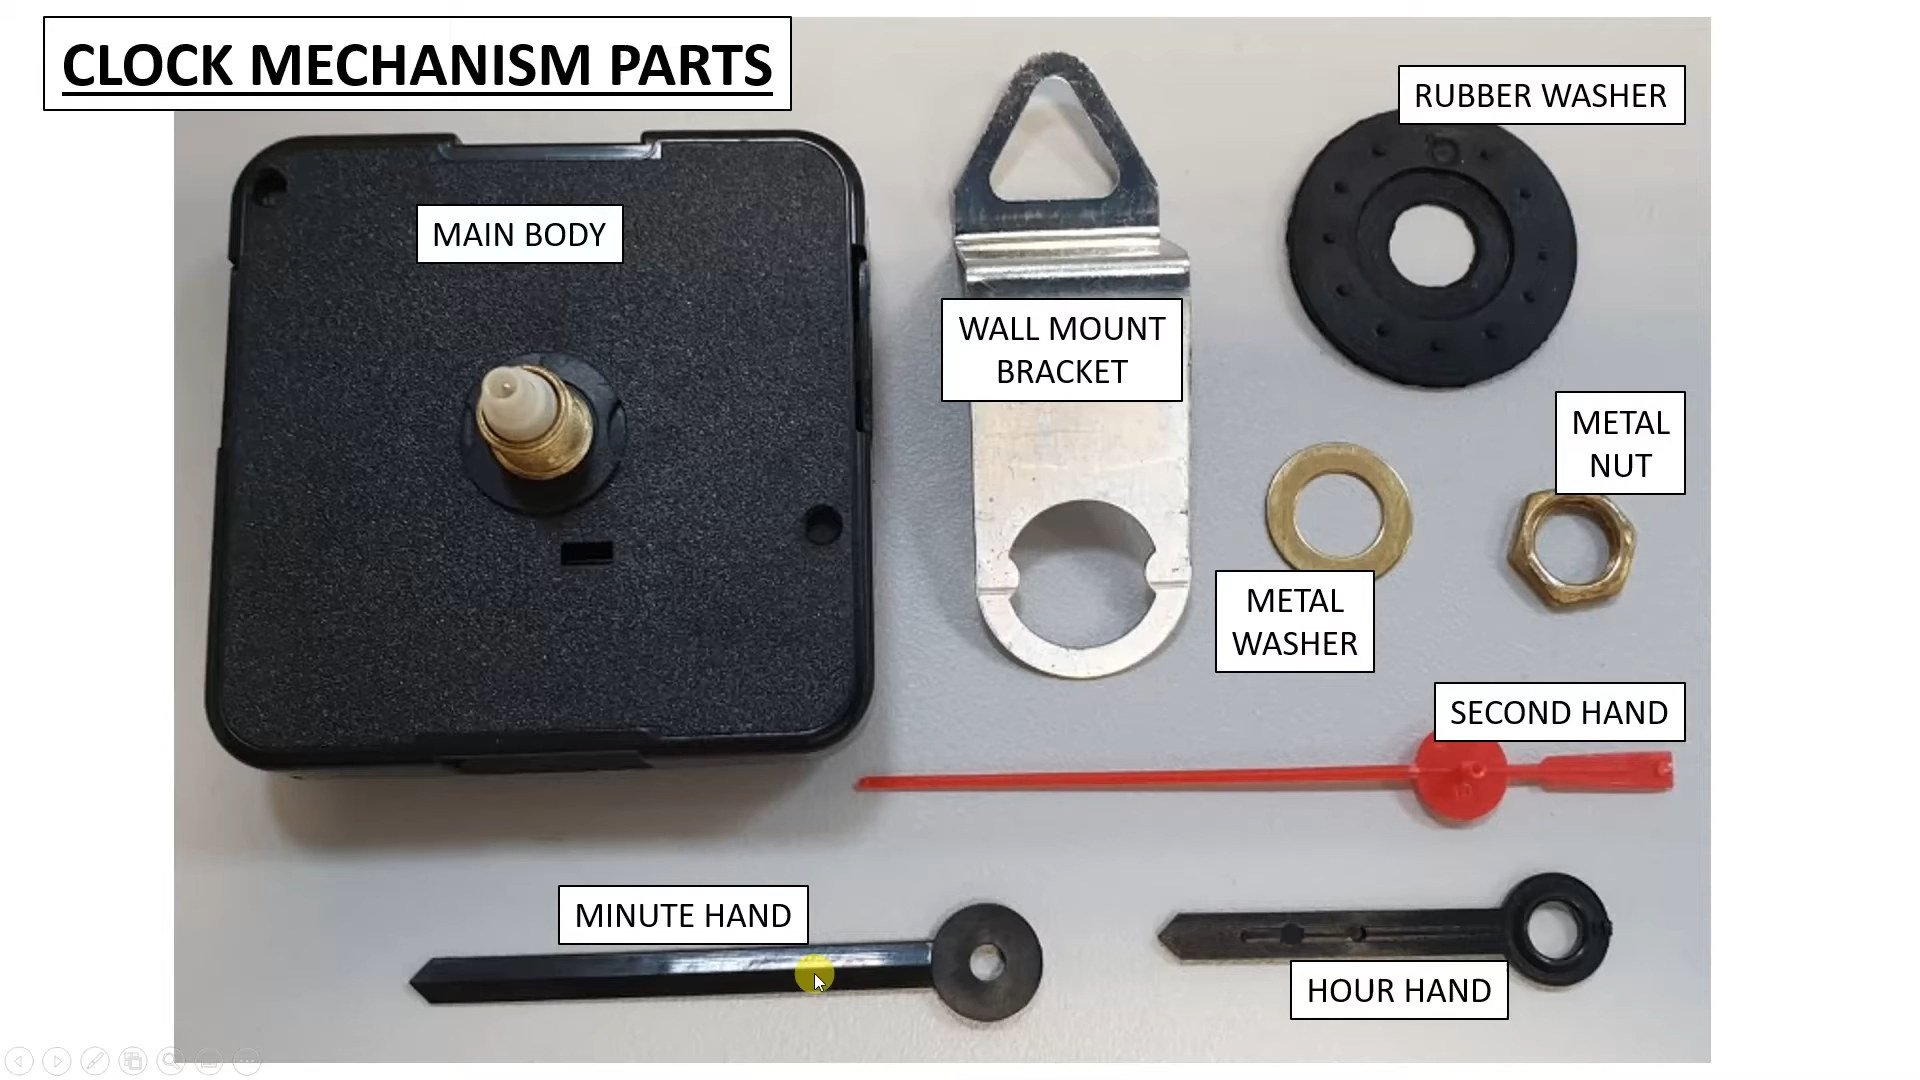 CLOCK MECHANISM PARTS
RUBBER WASHER
MAIN BODY
WALL MOUNT
BRACKET
METAL
NUT
METAL
WASHER
SECOND HAND
MINUTE HAND
HOUR HAND